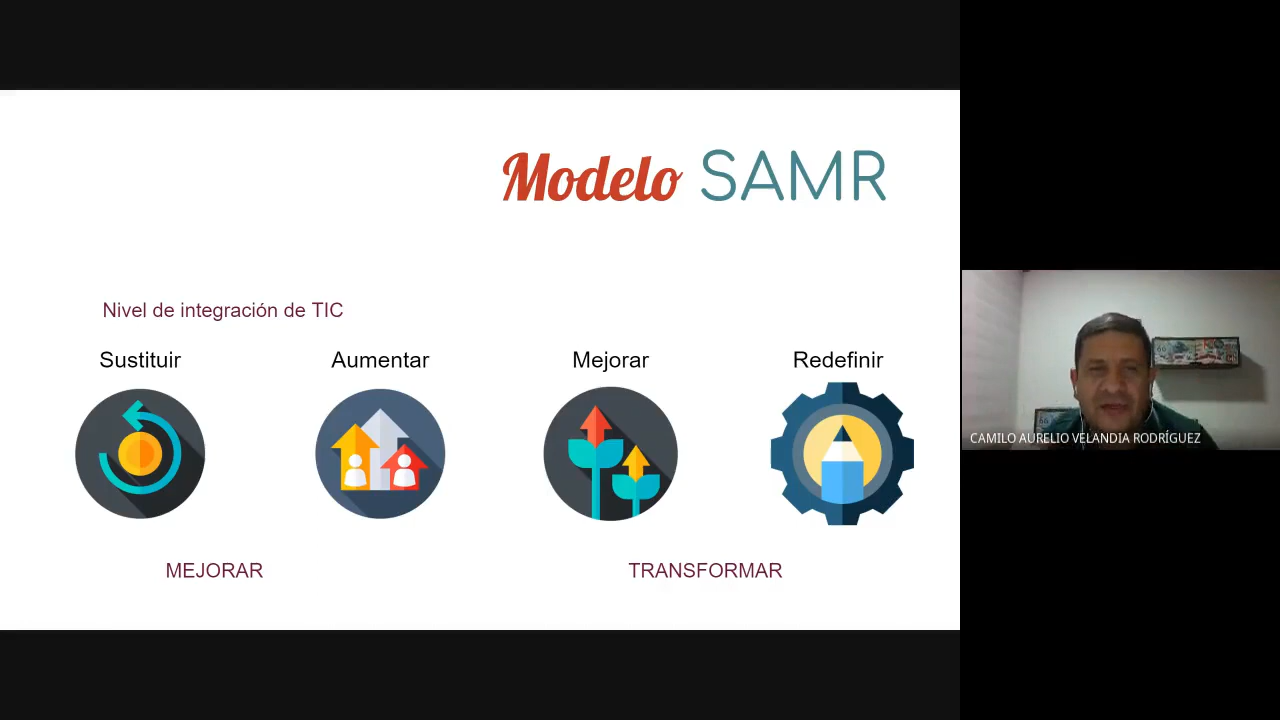 Modelo SAMR
Nivel de integración de TIC
Sustituir Aumentar Mejorar Redefinir
MEJORAR TRANSFORMAR
CAMILO AURELIO VELANDIA RODRÍGUEZ